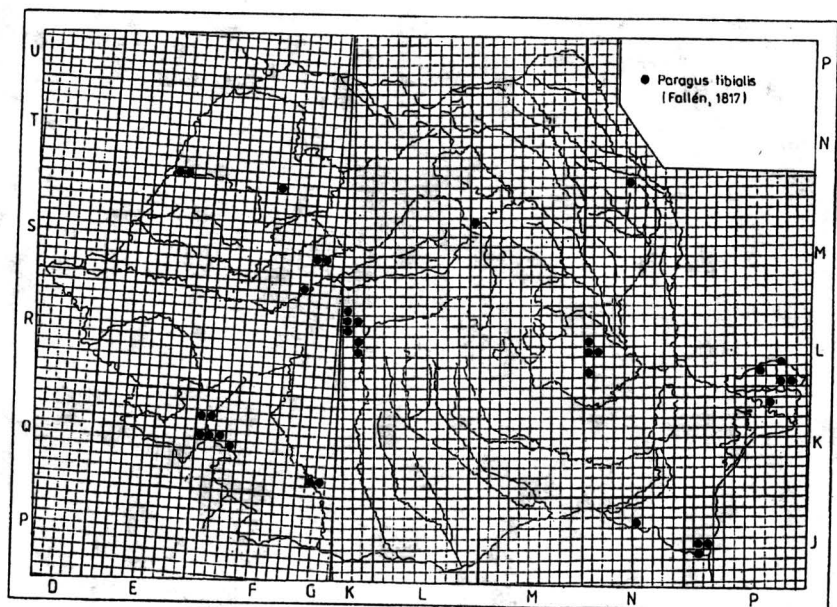 U
T
S
R
Q
P
P
N
M
L
K
J
● Paragus tibialis
(Fallén, 1817)
D E F G K L M N P